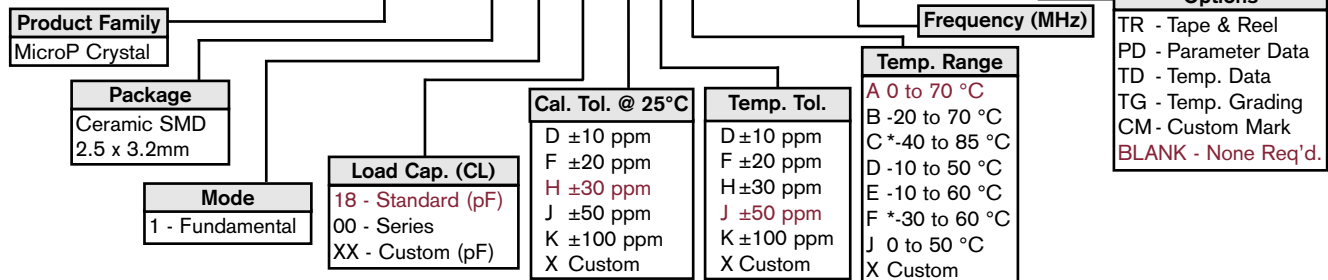 Product Family
MicroP Crystal
Package
Ceramic SMD
2.5 x 3.2mm
Mode
1 - Fundamental
Load Cap. (CL)
18 - Standard (pF)
00 - Series
XX - Custom (pF)
Cal. Tol. @ 25°C
D ±10 ppm
F ±20 ppm
H ±30 ppm
J ±50 ppm
K ±100 ppm
X Custom
Temp. Tol.
D ±10 ppm
F ±20 ppm
H ±30 ppm
J ±50 ppm
K ±100 ppm
X Custom
Temp. Range
A 0 to 70 °C
B -20 to 70 °C
C *-40 to 85 °C
D -10 to 50 °C
E -10 to 60 °C
F *-30 to 60 °C
J 0 to 50 °C
X Custom
Frequency (MHz)
Options
TR - Tape & Reel
PD - Parameter Data
TD - Temp. Data
TG - Temp. Grading
CM - Custom Mark
BLANK - None Req'd.